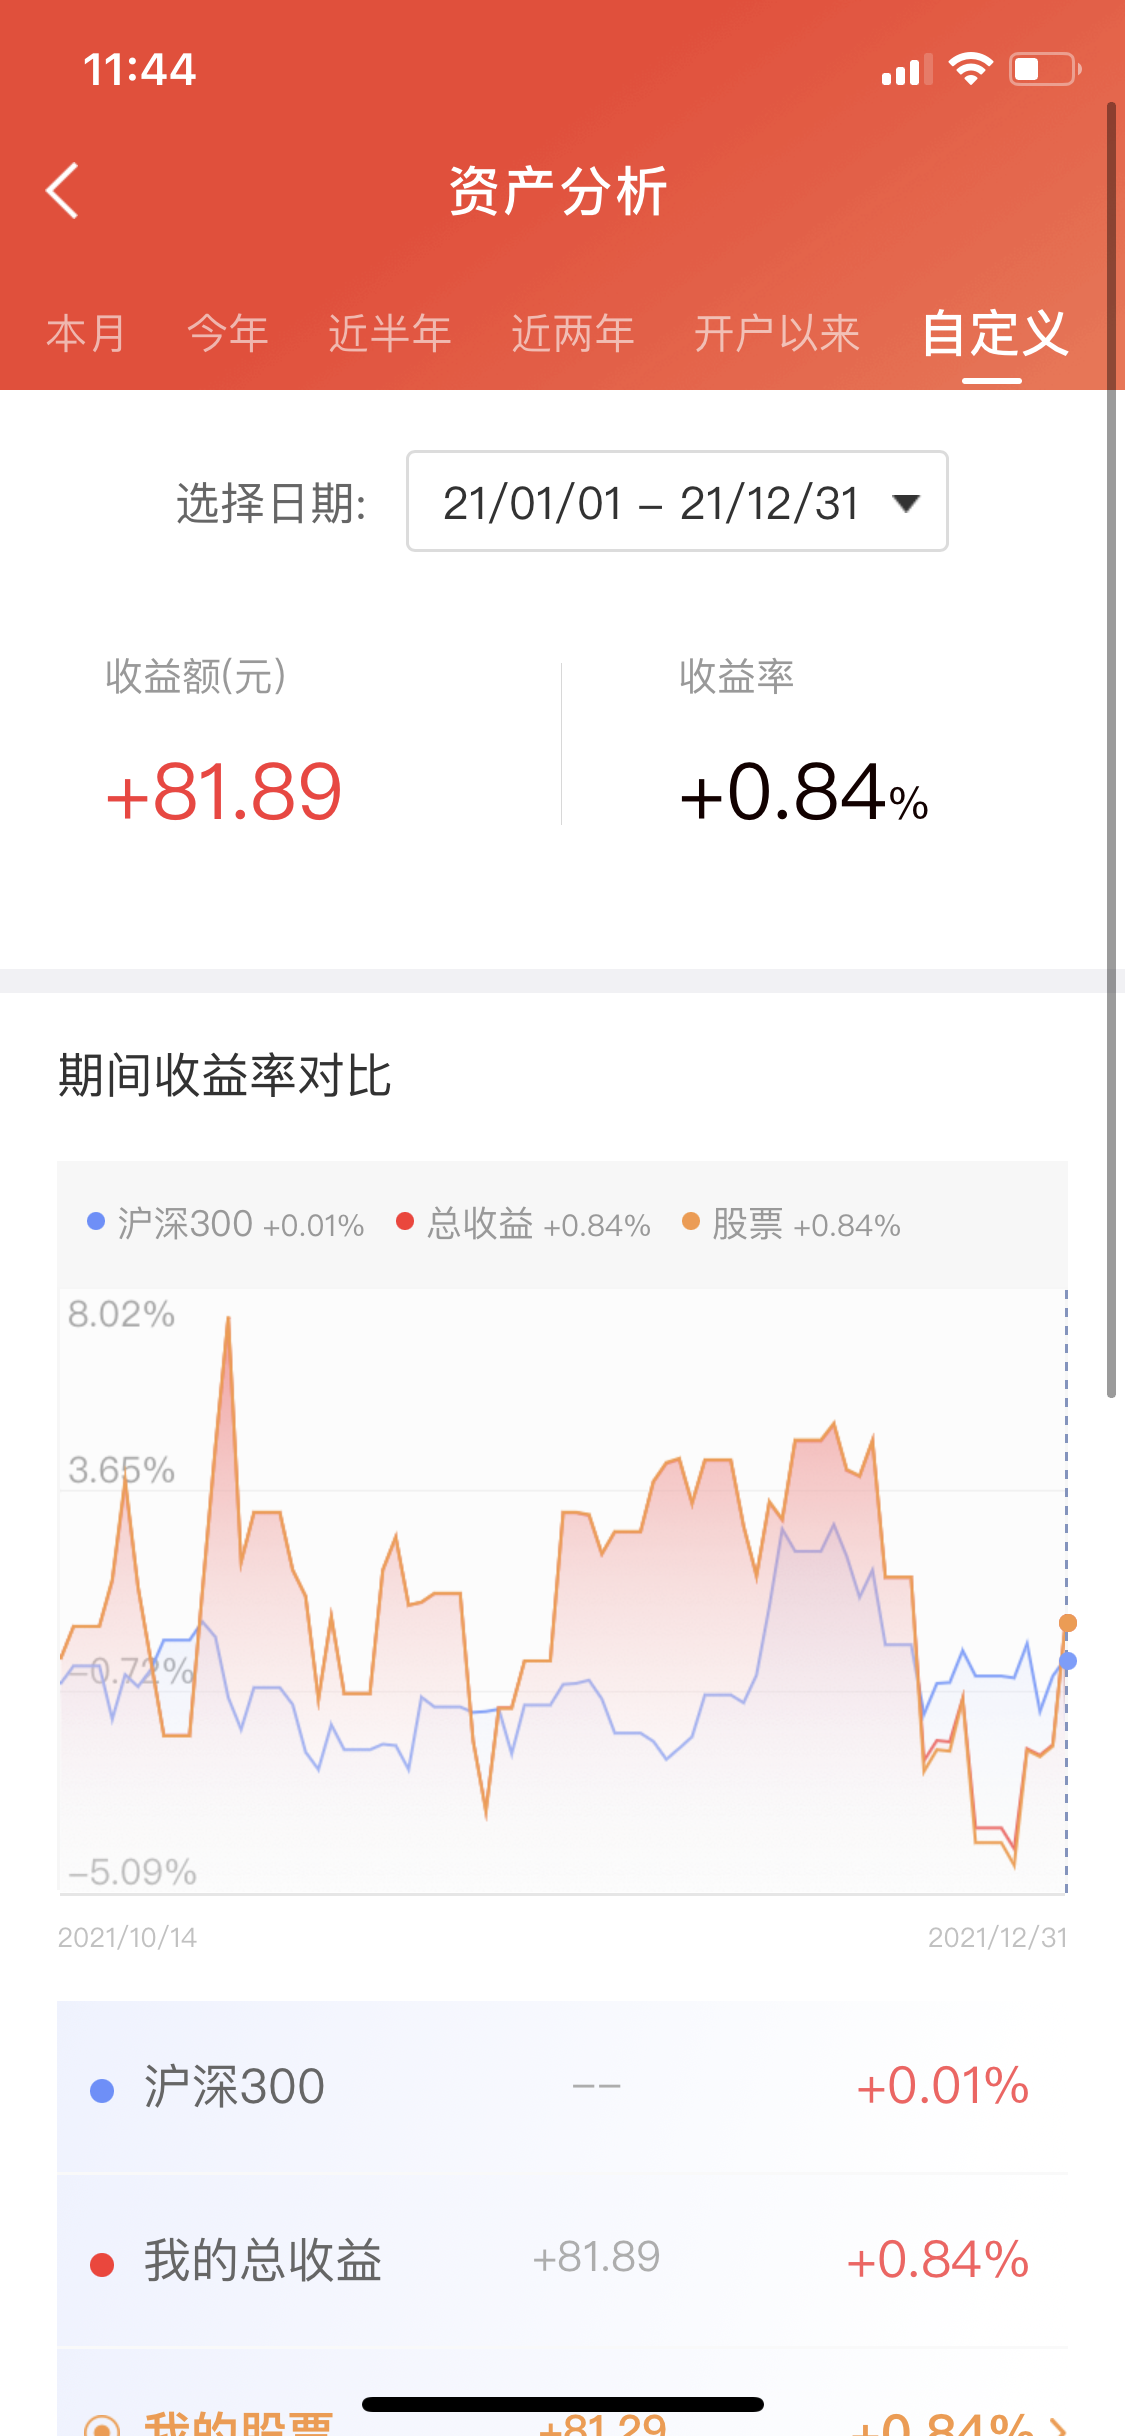 11:44
资产分析
本月 今年 近半年 近两年 开户以来 自定义
选择日期: 21/01/01 – 21/12/31
收益额(元) 收益率
+81.89 +0.84%
期间收益率对比
沪深300 +0.01% 总收益 +0.84% 股票 +0.84%
8.02%
3.65%
-0.72%
-5.09%
2021/10/14 2021/12/31
沪深300 -- +0.01%
我的总收益 +81.89 +0.84%
我的股票 +81.29 +0.84%